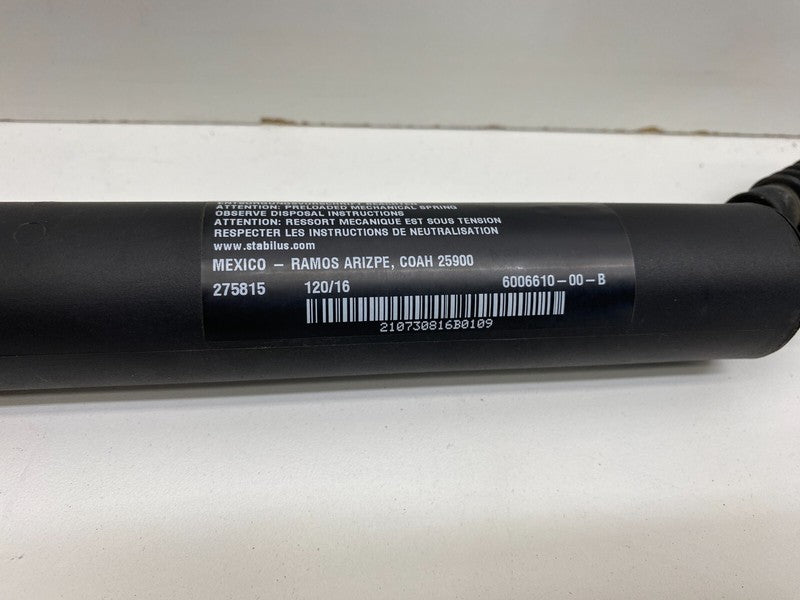 ATTENTION: PRELOADED MECHANICAL SPRING
OBSERVE DISPOSAL INSTRUCTIONS
ATTENTION: RESSORT MECANIQUE EST SOUS TENSION
RESPECTER LES INSTRUCTIONS DE NEUTRALISATION
www.stabilus.com
MEXICO – RAMOS ARIZPE, COAH 25900
275815 120/16 6006610-00-B
210730816B0109